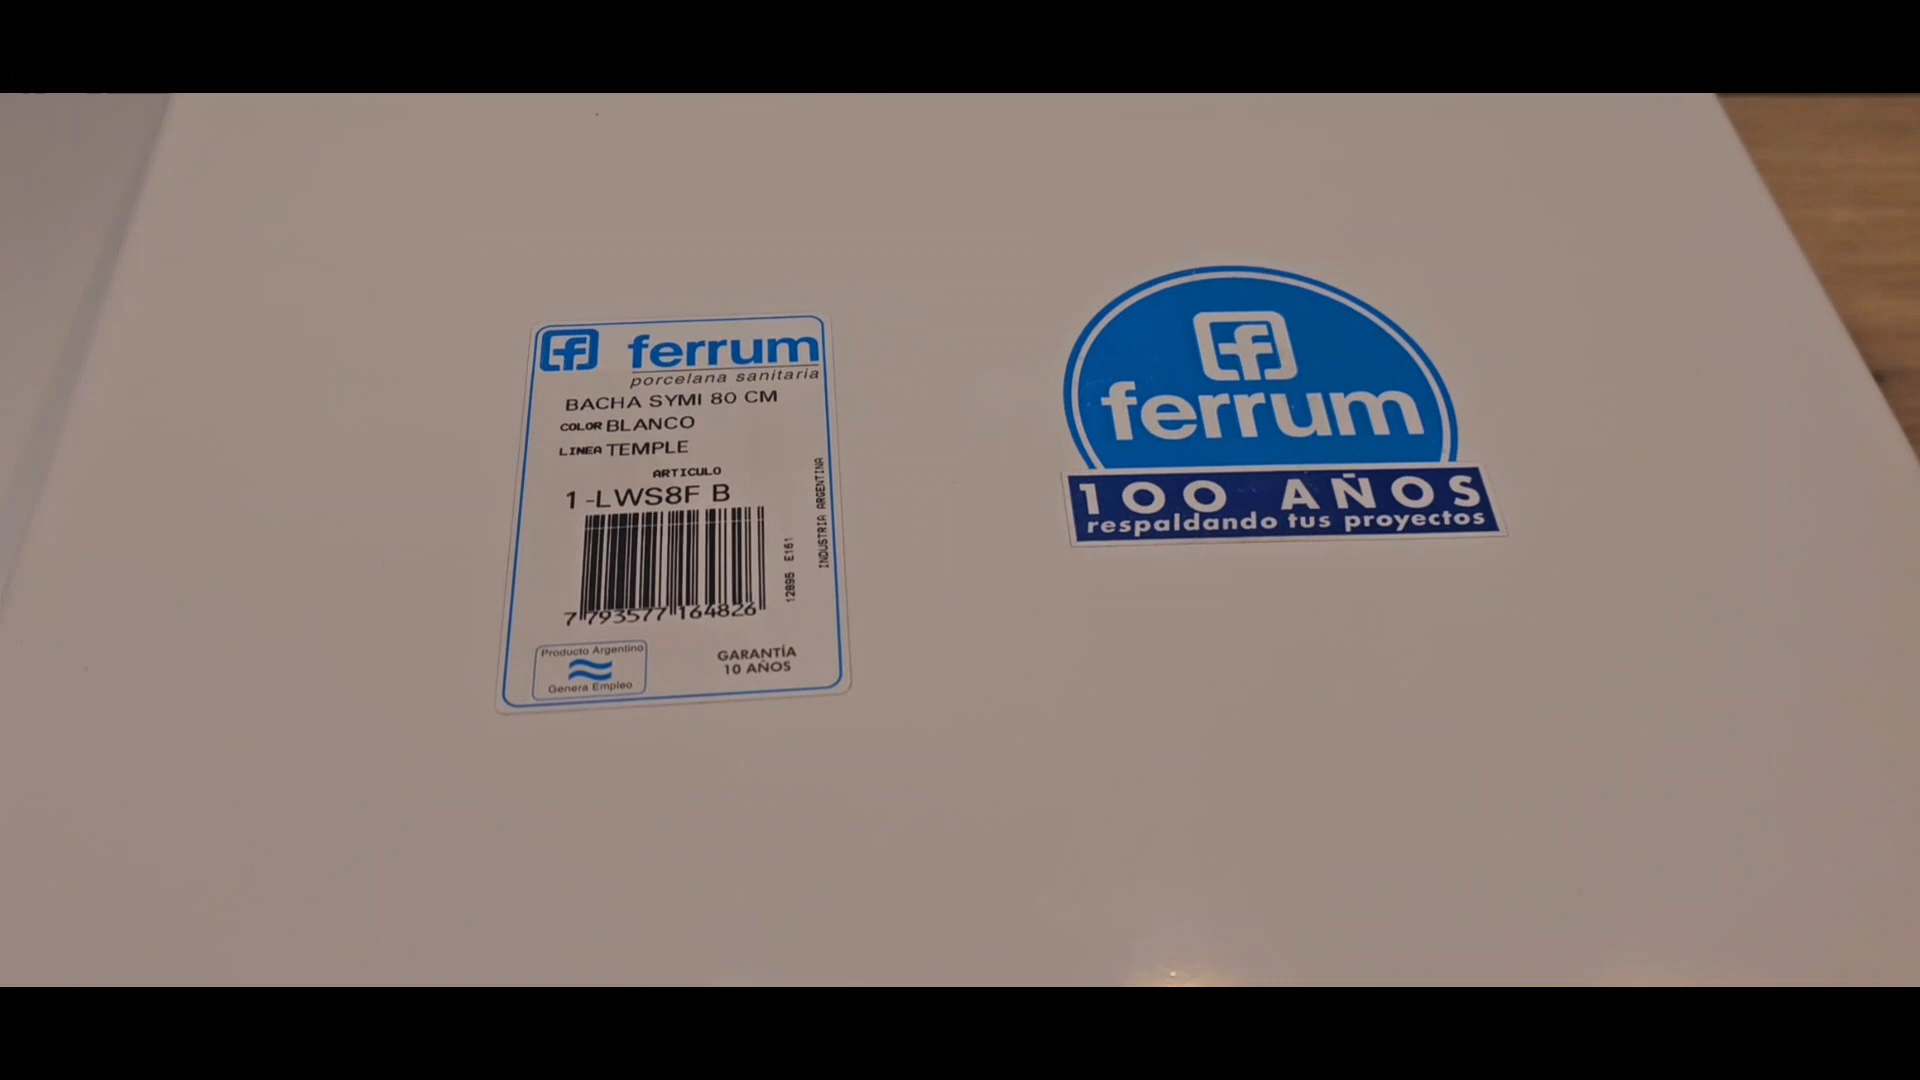 ferrum
porcelana sanitaria
BACHA SYMI 80 CM
COLOR BLANCO
LINEA TEMPLE
ARTICULO
1-LWS8F B
7 793577 164826
12895 E161
INDUSTRIA ARGENTINA
Producto Argentino
Genera Empleo
GARANTÍA
10 AÑOS
ferrum
100 AÑOS
respaldando tus proyectos